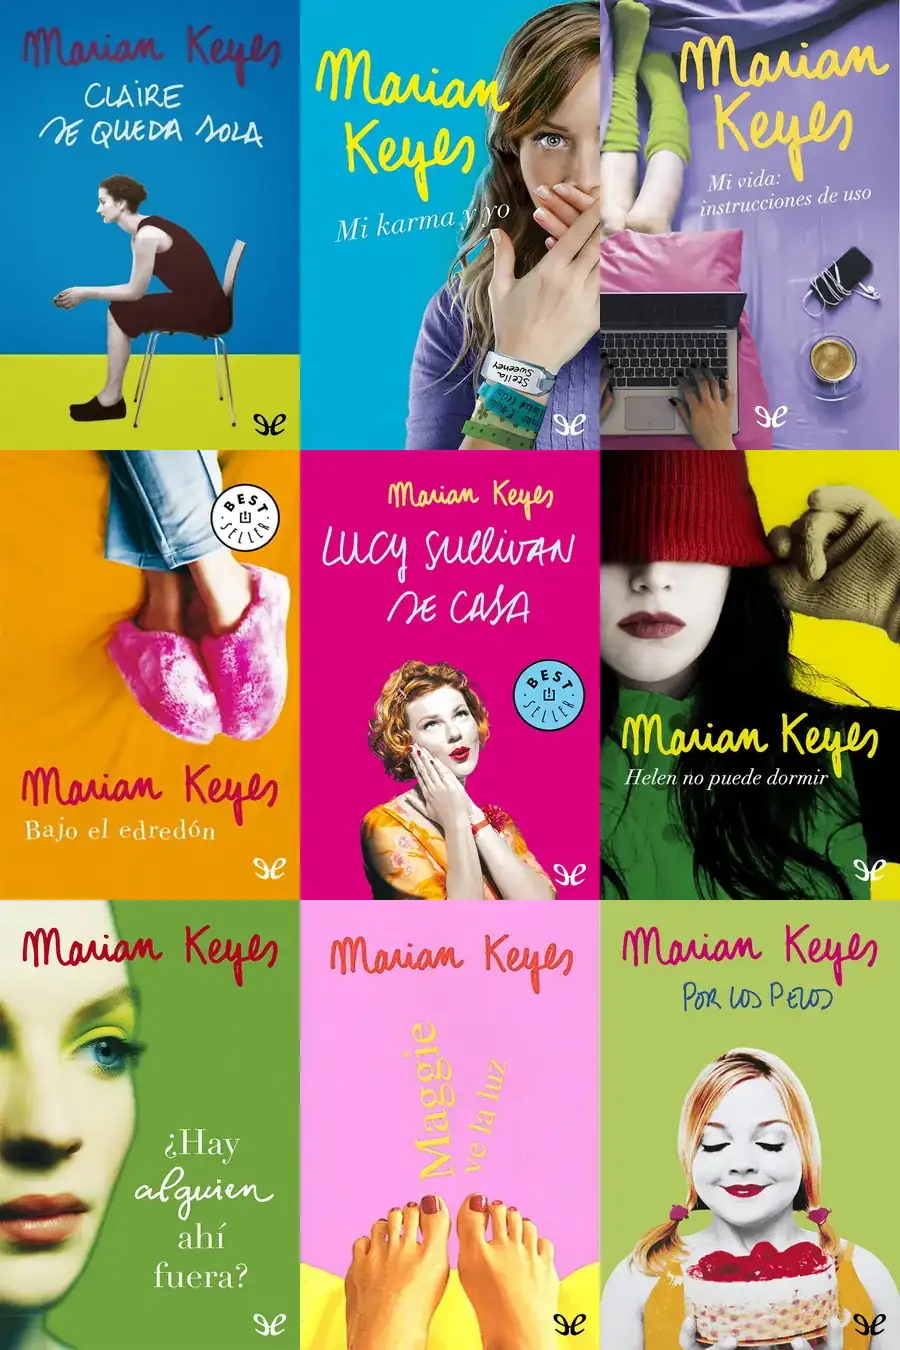 Marian Keyes
CLAIRE
SE QUEDA SOLA
Marian
Keyes
Mi karma y yo
Stella
Sweeney
Marian
Keyes
Mi vida:
instrucciones de uso
BEST
SELLER
Marian Keyes
Bajo el edredón
Marian Keyes
LUCY SULLIVAN
SE CASA
BEST
SELLER
Marian Keyes
Helen no puede dormir
Marian Keyes
¿Hay
alguien
ahí
fuera?
Marian Keyes
Maggie
ve la luz
Marian Keyes
POR LOS PELOS